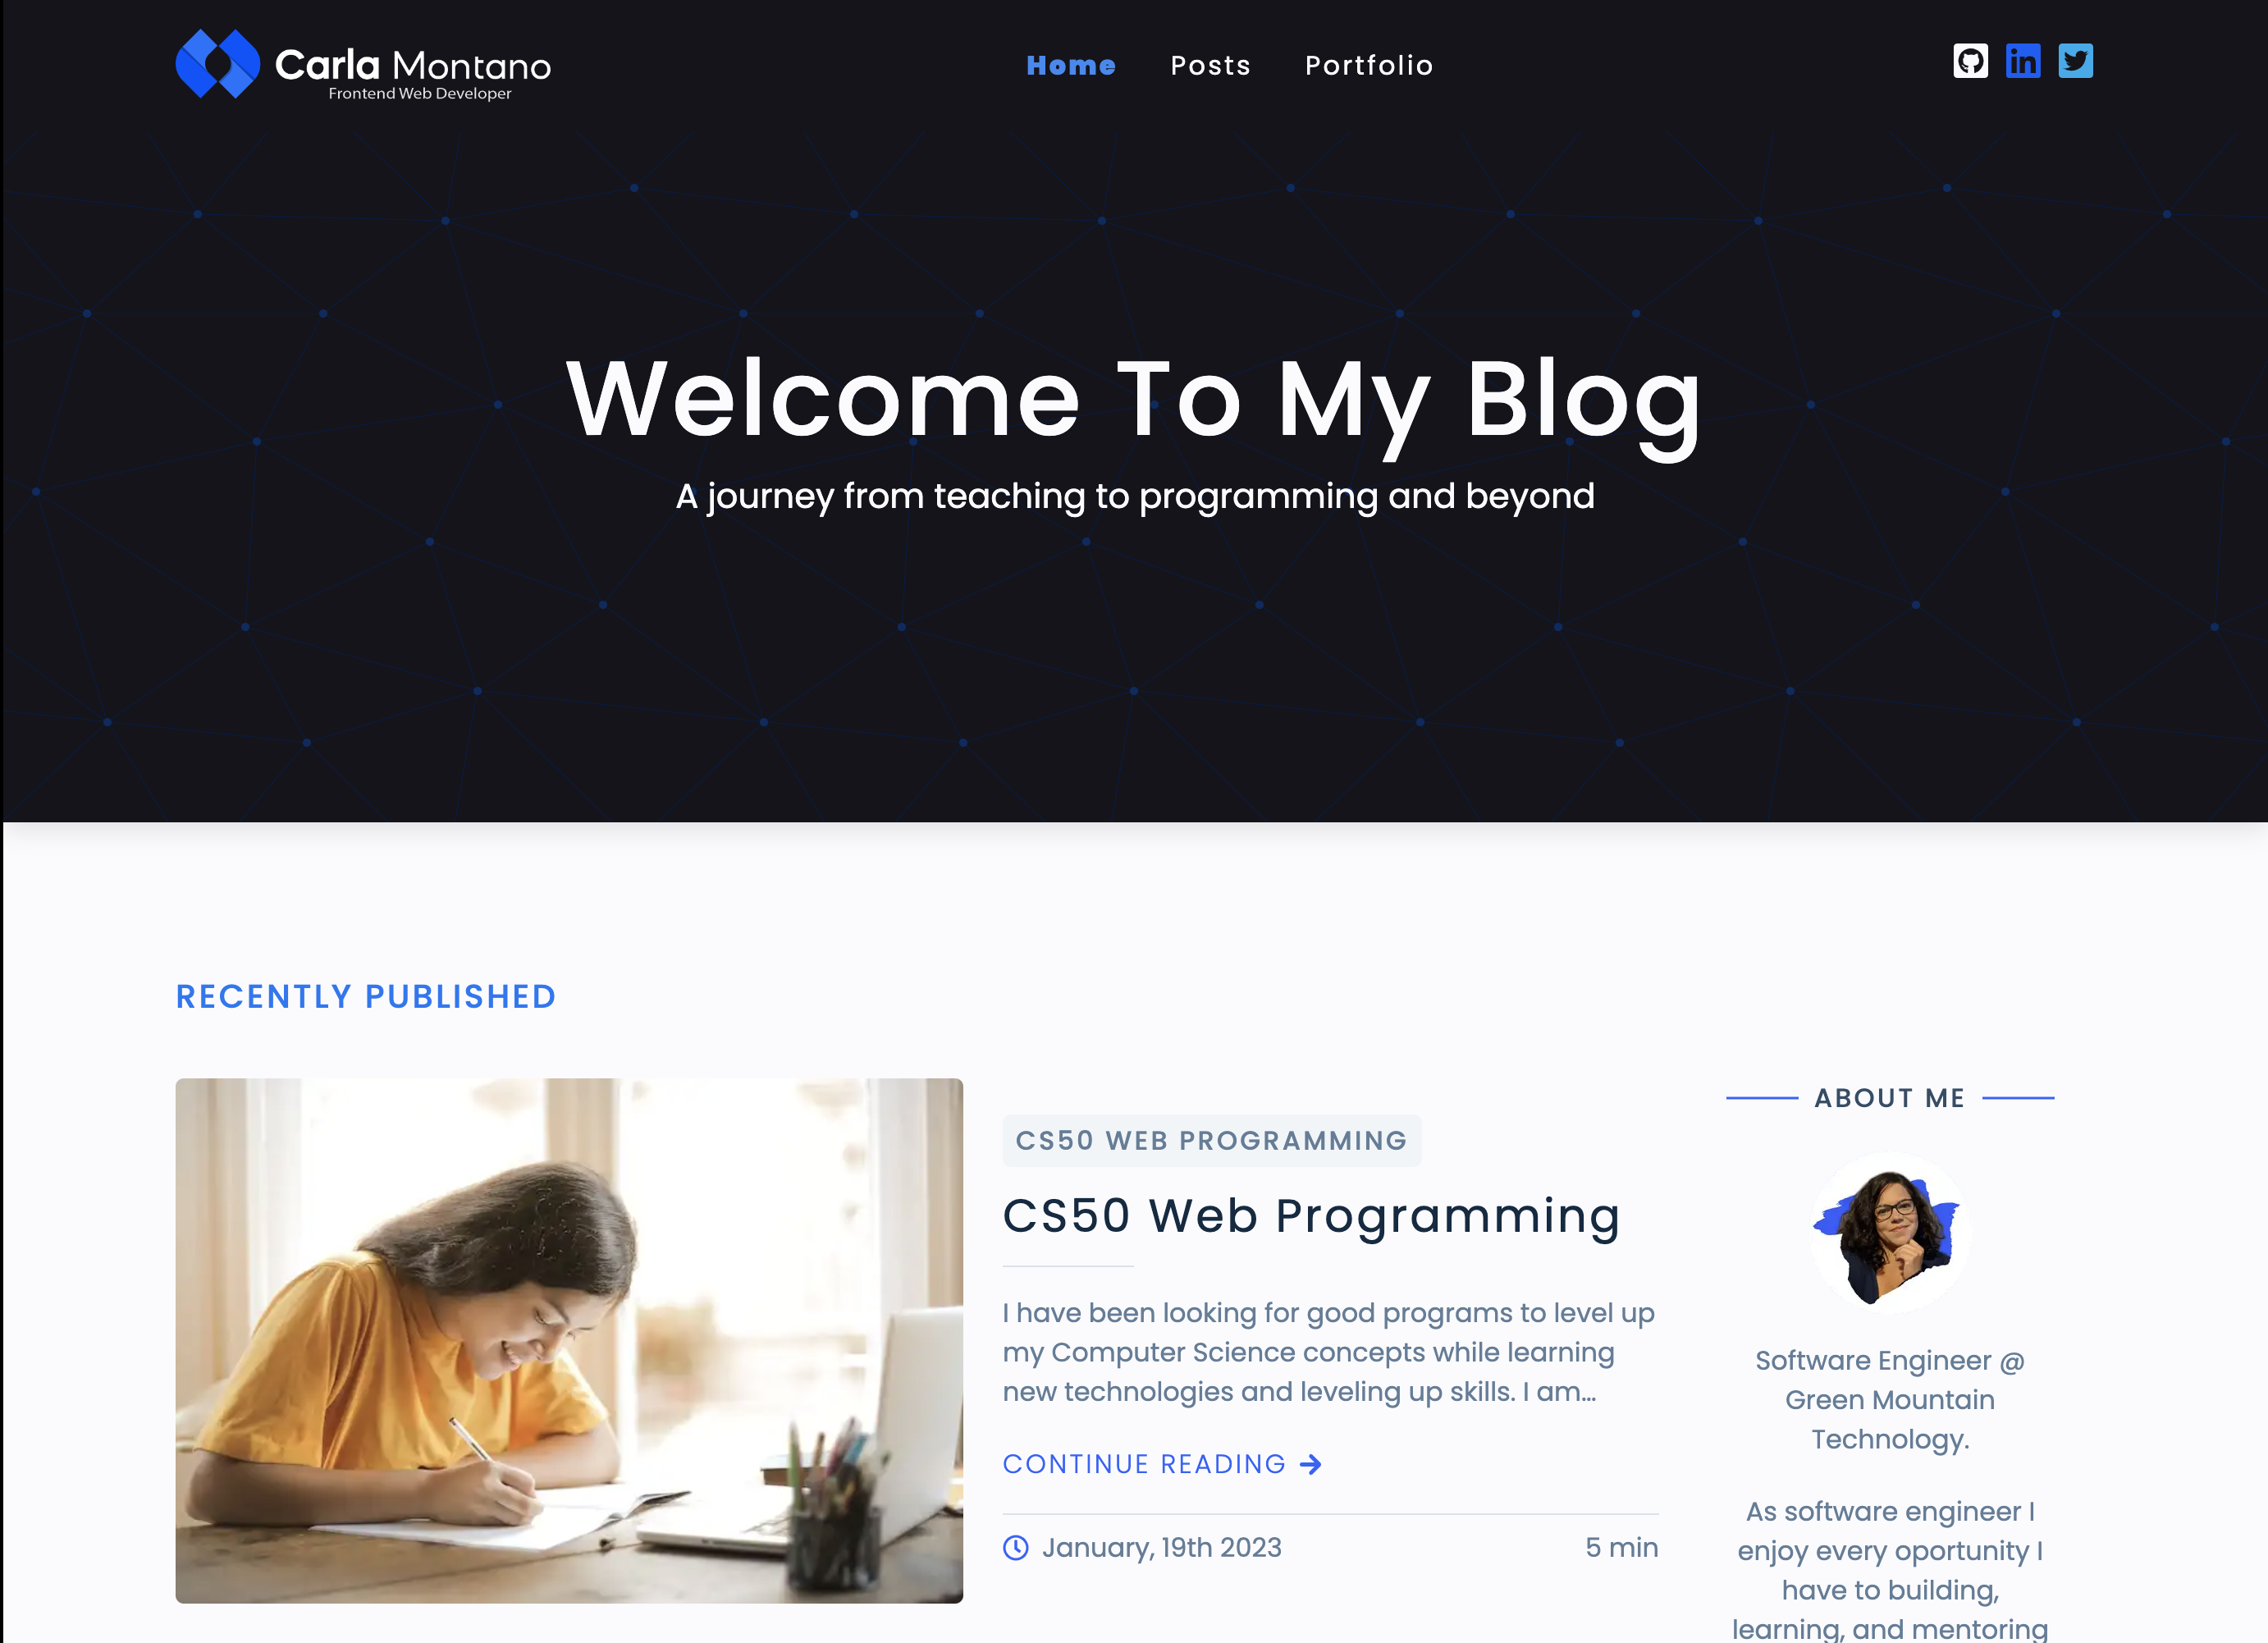 Carla Montano
Frontend Web Developer
Home Posts Portfolio
Welcome To My Blog
A journey from teaching to programming and beyond
RECENTLY PUBLISHED
CS50 WEB PROGRAMMING
CS50 Web Programming
I have been looking for good programs to level up
my Computer Science concepts while learning
new technologies and leveling up skills. I am...
CONTINUE READING
January, 19th 2023
5 min
ABOUT ME
Software Engineer @
Green Mountain
Technology.
As software engineer I
enjoy every oportunity I
have to building,
learning, and mentoring